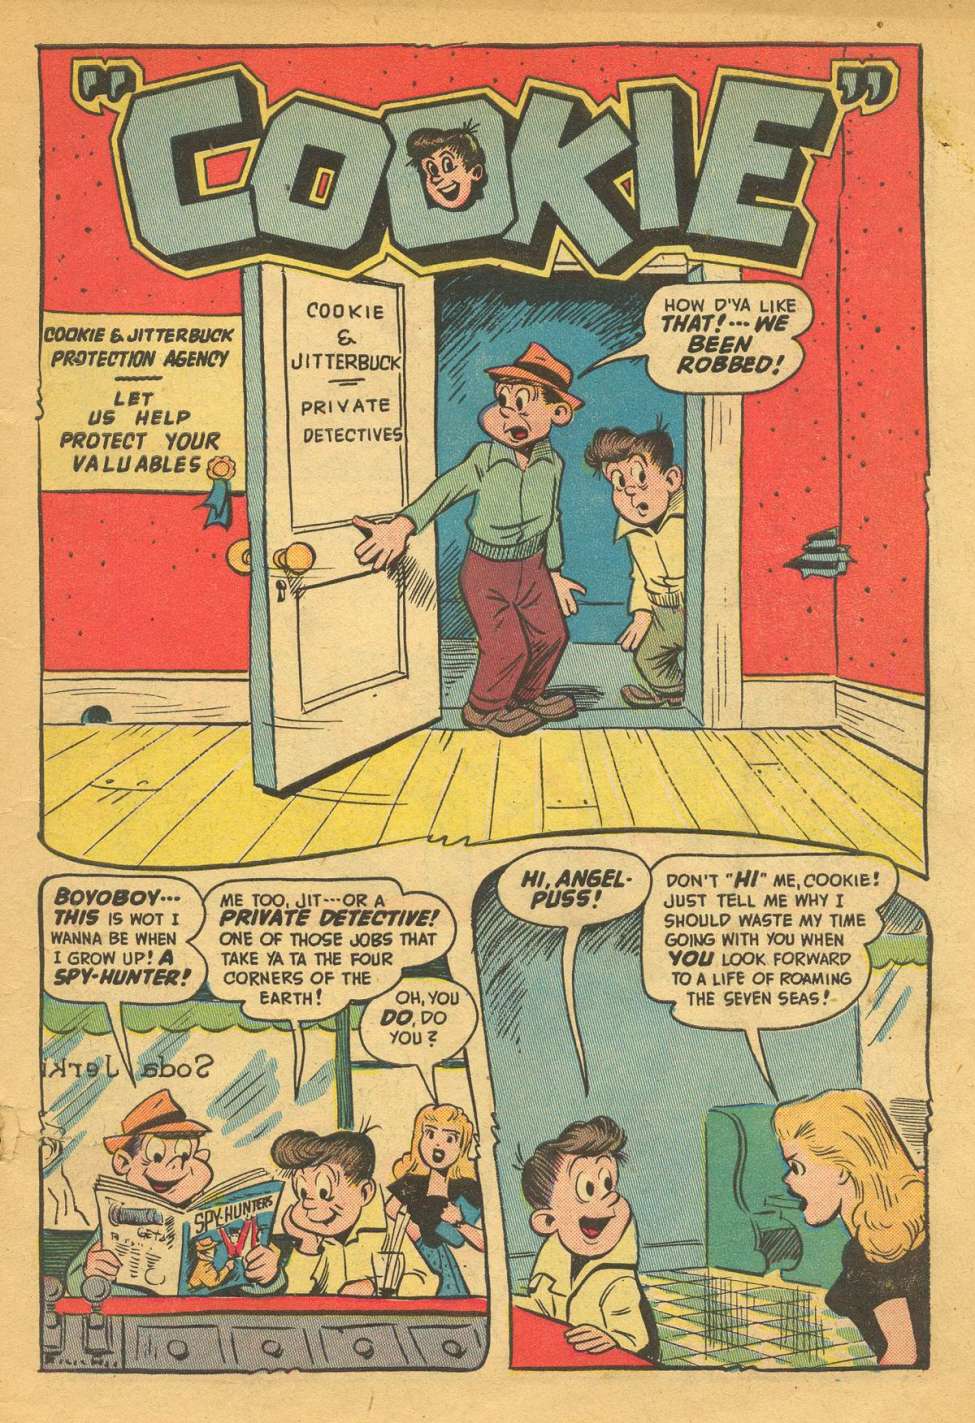 "COOKIE"
COOKIE & JITTERBUCK
PROTECTION AGENCY
LET
US HELP
PROTECT YOUR
VALUABLES
COOKIE
&
JITTERBUCK
PRIVATE
DETECTIVES
HOW D'YA LIKE
THAT!... WE
BEEN
ROBBED!
BOYOBOY...
THIS IS WOT I
WANNA BE WHEN
I GROW UP! A
SPY-HUNTER!
ME TOO, JIT---OR A
PRIVATE DETECTIVE!
ONE OF THOSE JOBS THAT
TAKE YA TA THE FOUR
CORNERS OF THE
EARTH!
OH, YOU
DO, DO
YOU?
Soda Jerki
SPY-HUNTERS
HI, ANGEL-
PUSS!
DON'T "HI" ME, COOKIE!
JUST TELL ME WHY I
SHOULD WASTE MY TIME
GOING WITH YOU WHEN
YOU LOOK FORWARD
TO A LIFE OF ROAMING
THE SEVEN SEAS!